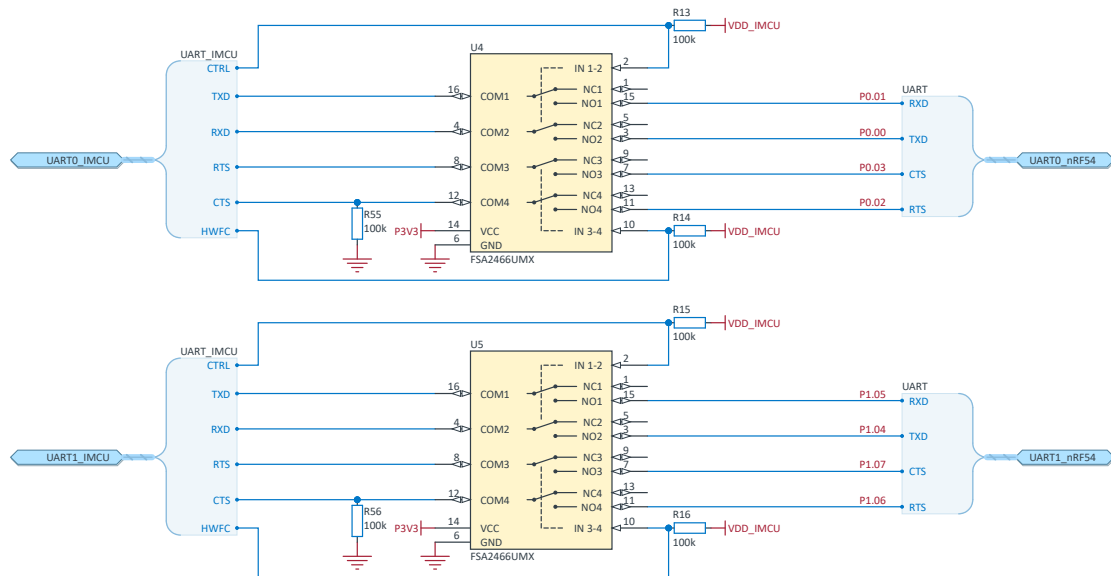 R13
VDD_IMCU
100k
UART_IMCU
U4
CTRL
IN 1-2
2
TXD
16
COM1
NC1
1
NO1
15
P0.01
UART
RXD
RXD
4
COM2
NC2
5
NO2
3
P0.00
TXD
UART0_IMCU
RTS
8
COM3
NC3
9
NO3
7
P0.03
CTS
UART0_nRF54
CTS
12
COM4
NC4
13
NO4
11
P0.02
RTS
R55
100k
HWFC
P3V3
14
VCC
IN 3-4
10
R14
VDD_IMCU
100k
6
GND
FSA2466UMX
R15
VDD_IMCU
100k
UART_IMCU
U5
CTRL
IN 1-2
2
TXD
16
COM1
NC1
1
NO1
15
P1.05
UART
RXD
RXD
4
COM2
NC2
5
NO2
3
P1.04
TXD
UART1_IMCU
RTS
8
COM3
NC3
9
NO3
7
P1.07
CTS
UART1_nRF54
CTS
12
COM4
NC4
13
NO4
11
P1.06
RTS
R56
100k
HWFC
P3V3
14
VCC
IN 3-4
10
R16
VDD_IMCU
100k
6
GND
FSA2466UMX